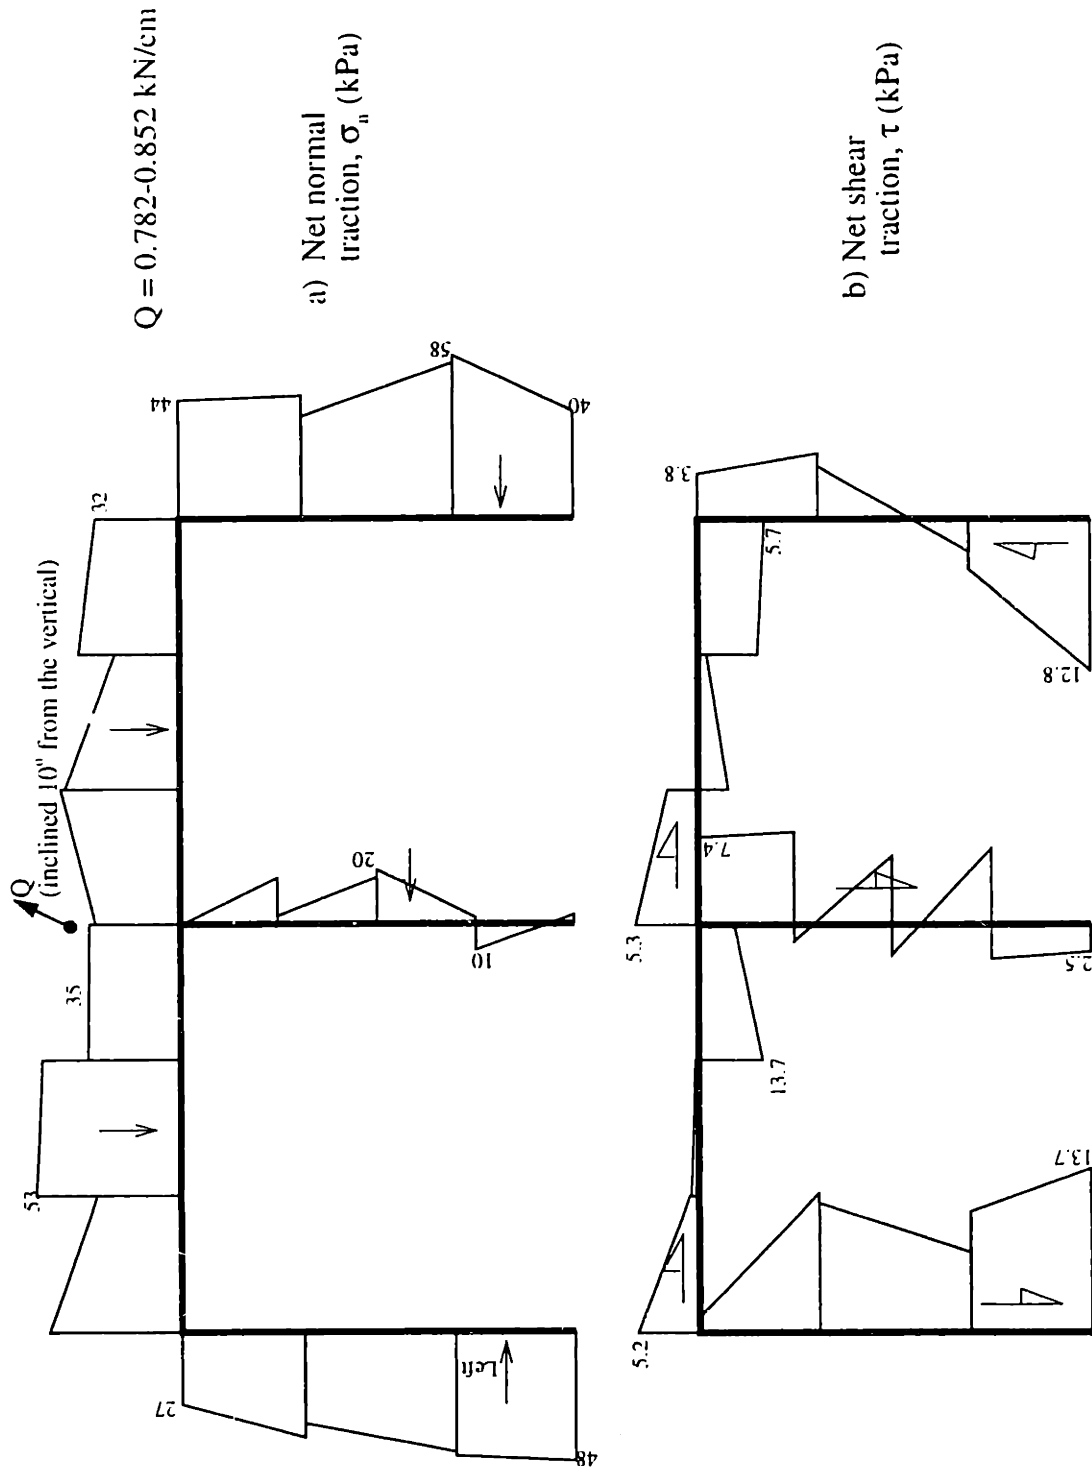 Q = 0.782-0.852 kN/cm
Q
(inclined 10° from the vertical)
a) Net normal
traction, σn (kPa)
53
35
32
44
58
40
20
10
27
48
Left
b) Net shear
traction, τ (kPa)
5.2
5.3
3.8
5.7
7.4
12.8
13.7
13.7
2.5